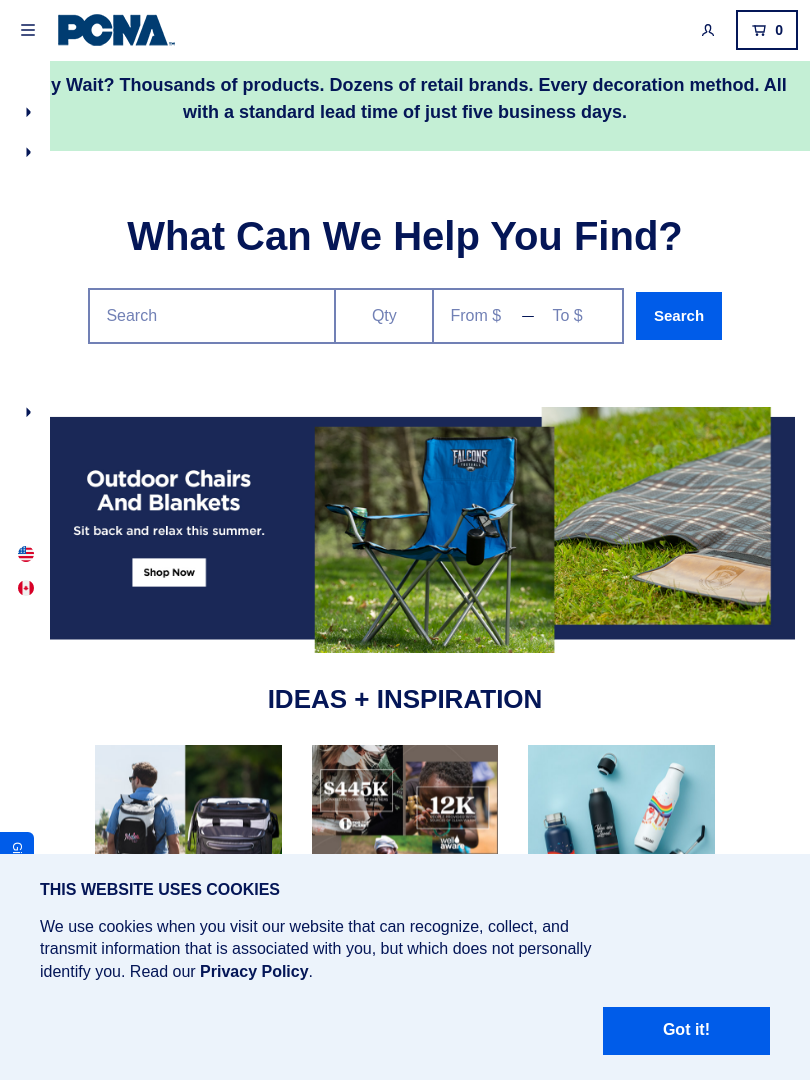 PCNA
0
y Wait? Thousands of products. Dozens of retail brands. Every decoration method. All
with a standard lead time of just five business days.
What Can We Help You Find?
Search
Qty
From $ — To $
Search
Outdoor Chairs
And Blankets
Sit back and relax this summer.
Shop Now
FALCONS
IDEAS + INSPIRATION
$445K
12K
well
aware
Gi
THIS WEBSITE USES COOKIES
We use cookies when you visit our website that can recognize, collect, and
transmit information that is associated with you, but which does not personally
identify you. Read our Privacy Policy.
Got it!